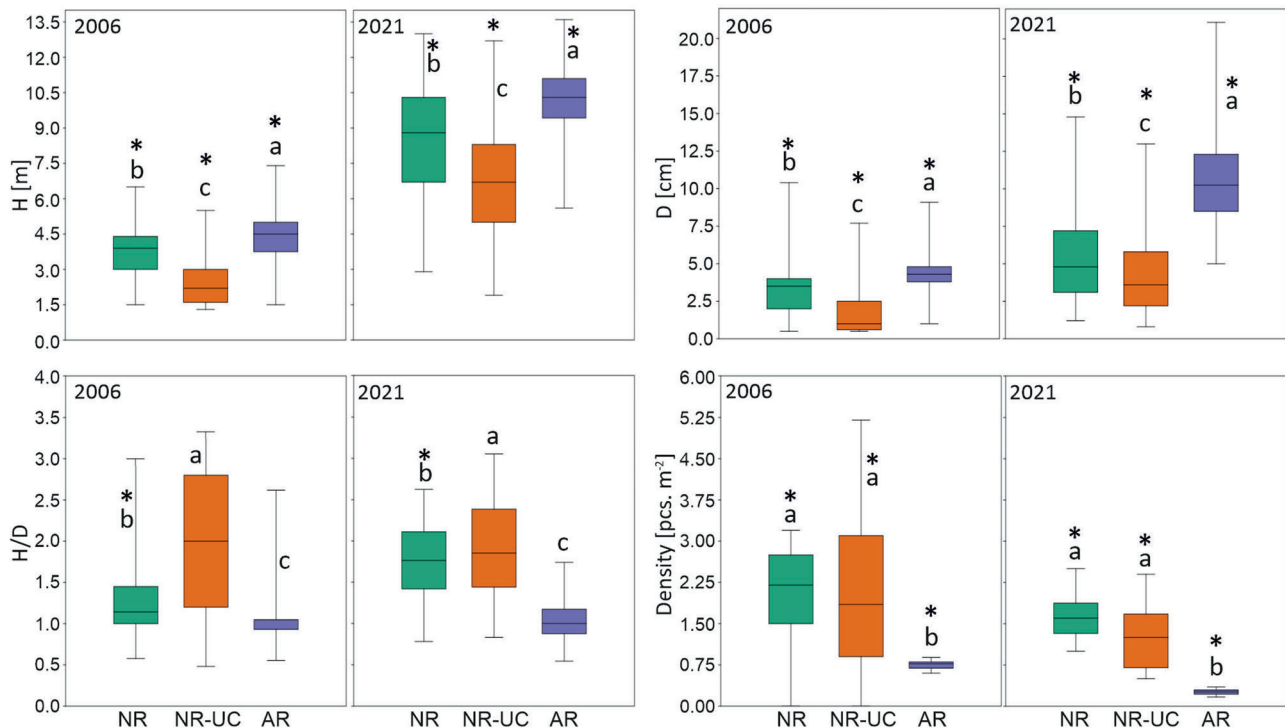 H [m]
13.5
12.0
10.5
9.0
7.5
6.0
4.5
3.0
1.5
0.0
2006
*
b
*
c
*
a
2021
*
b
*
c
*
a
D [cm]
20.0
17.5
15.0
12.5
10.0
7.5
5.0
2.5
0.0
2006
*
b
*
c
*
a
2021
*
b
*
c
*
a
H/D
4.0
3.5
3.0
2.5
2.0
1.5
1.0
0.5
0.0
2006
*
b
a
c
NR NR-UC AR
2021
*
b
a
c
NR NR-UC AR
Density [pcs. m⁻²]
6.00
5.25
4.50
3.75
3.00
2.25
1.50
0.75
0.00
2006
*
a
*
a
*
b
NR NR-UC AR
2021
*
a
*
a
*
b
NR NR-UC AR